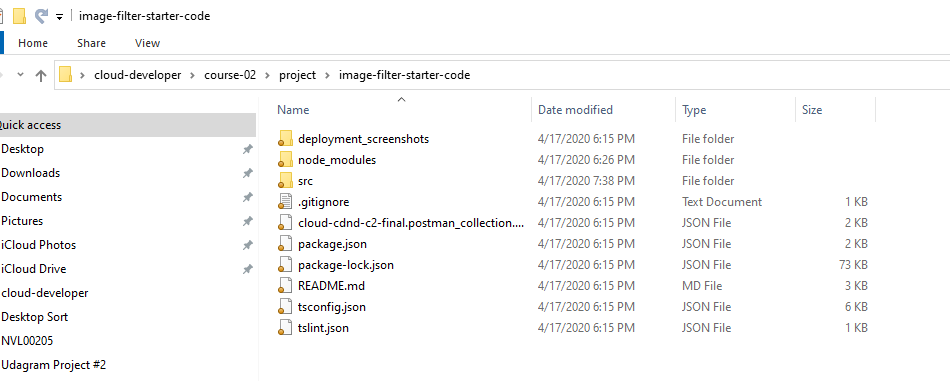 image-filter-starter-code
Home Share View
cloud-developer course-02 project image-filter-starter-code
Name Date modified Type Size
Quick access
Desktop
Downloads
Documents
Pictures
iCloud Photos
iCloud Drive
cloud-developer
Desktop Sort
NVL00205
Udagram Project #2
deployment_screenshots 4/17/2020 6:15 PM File folder
node_modules 4/17/2020 6:26 PM File folder
src 4/17/2020 7:38 PM File folder
.gitignore 4/17/2020 6:15 PM Text Document 1 KB
cloud-cdnd-c2-final.postman_collection.... 4/17/2020 6:15 PM JSON File 2 KB
package.json 4/17/2020 6:15 PM JSON File 2 KB
package-lock.json 4/17/2020 6:15 PM JSON File 73 KB
README.md 4/17/2020 6:15 PM MD File 3 KB
tsconfig.json 4/17/2020 6:15 PM JSON File 6 KB
tslint.json 4/17/2020 6:15 PM JSON File 1 KB